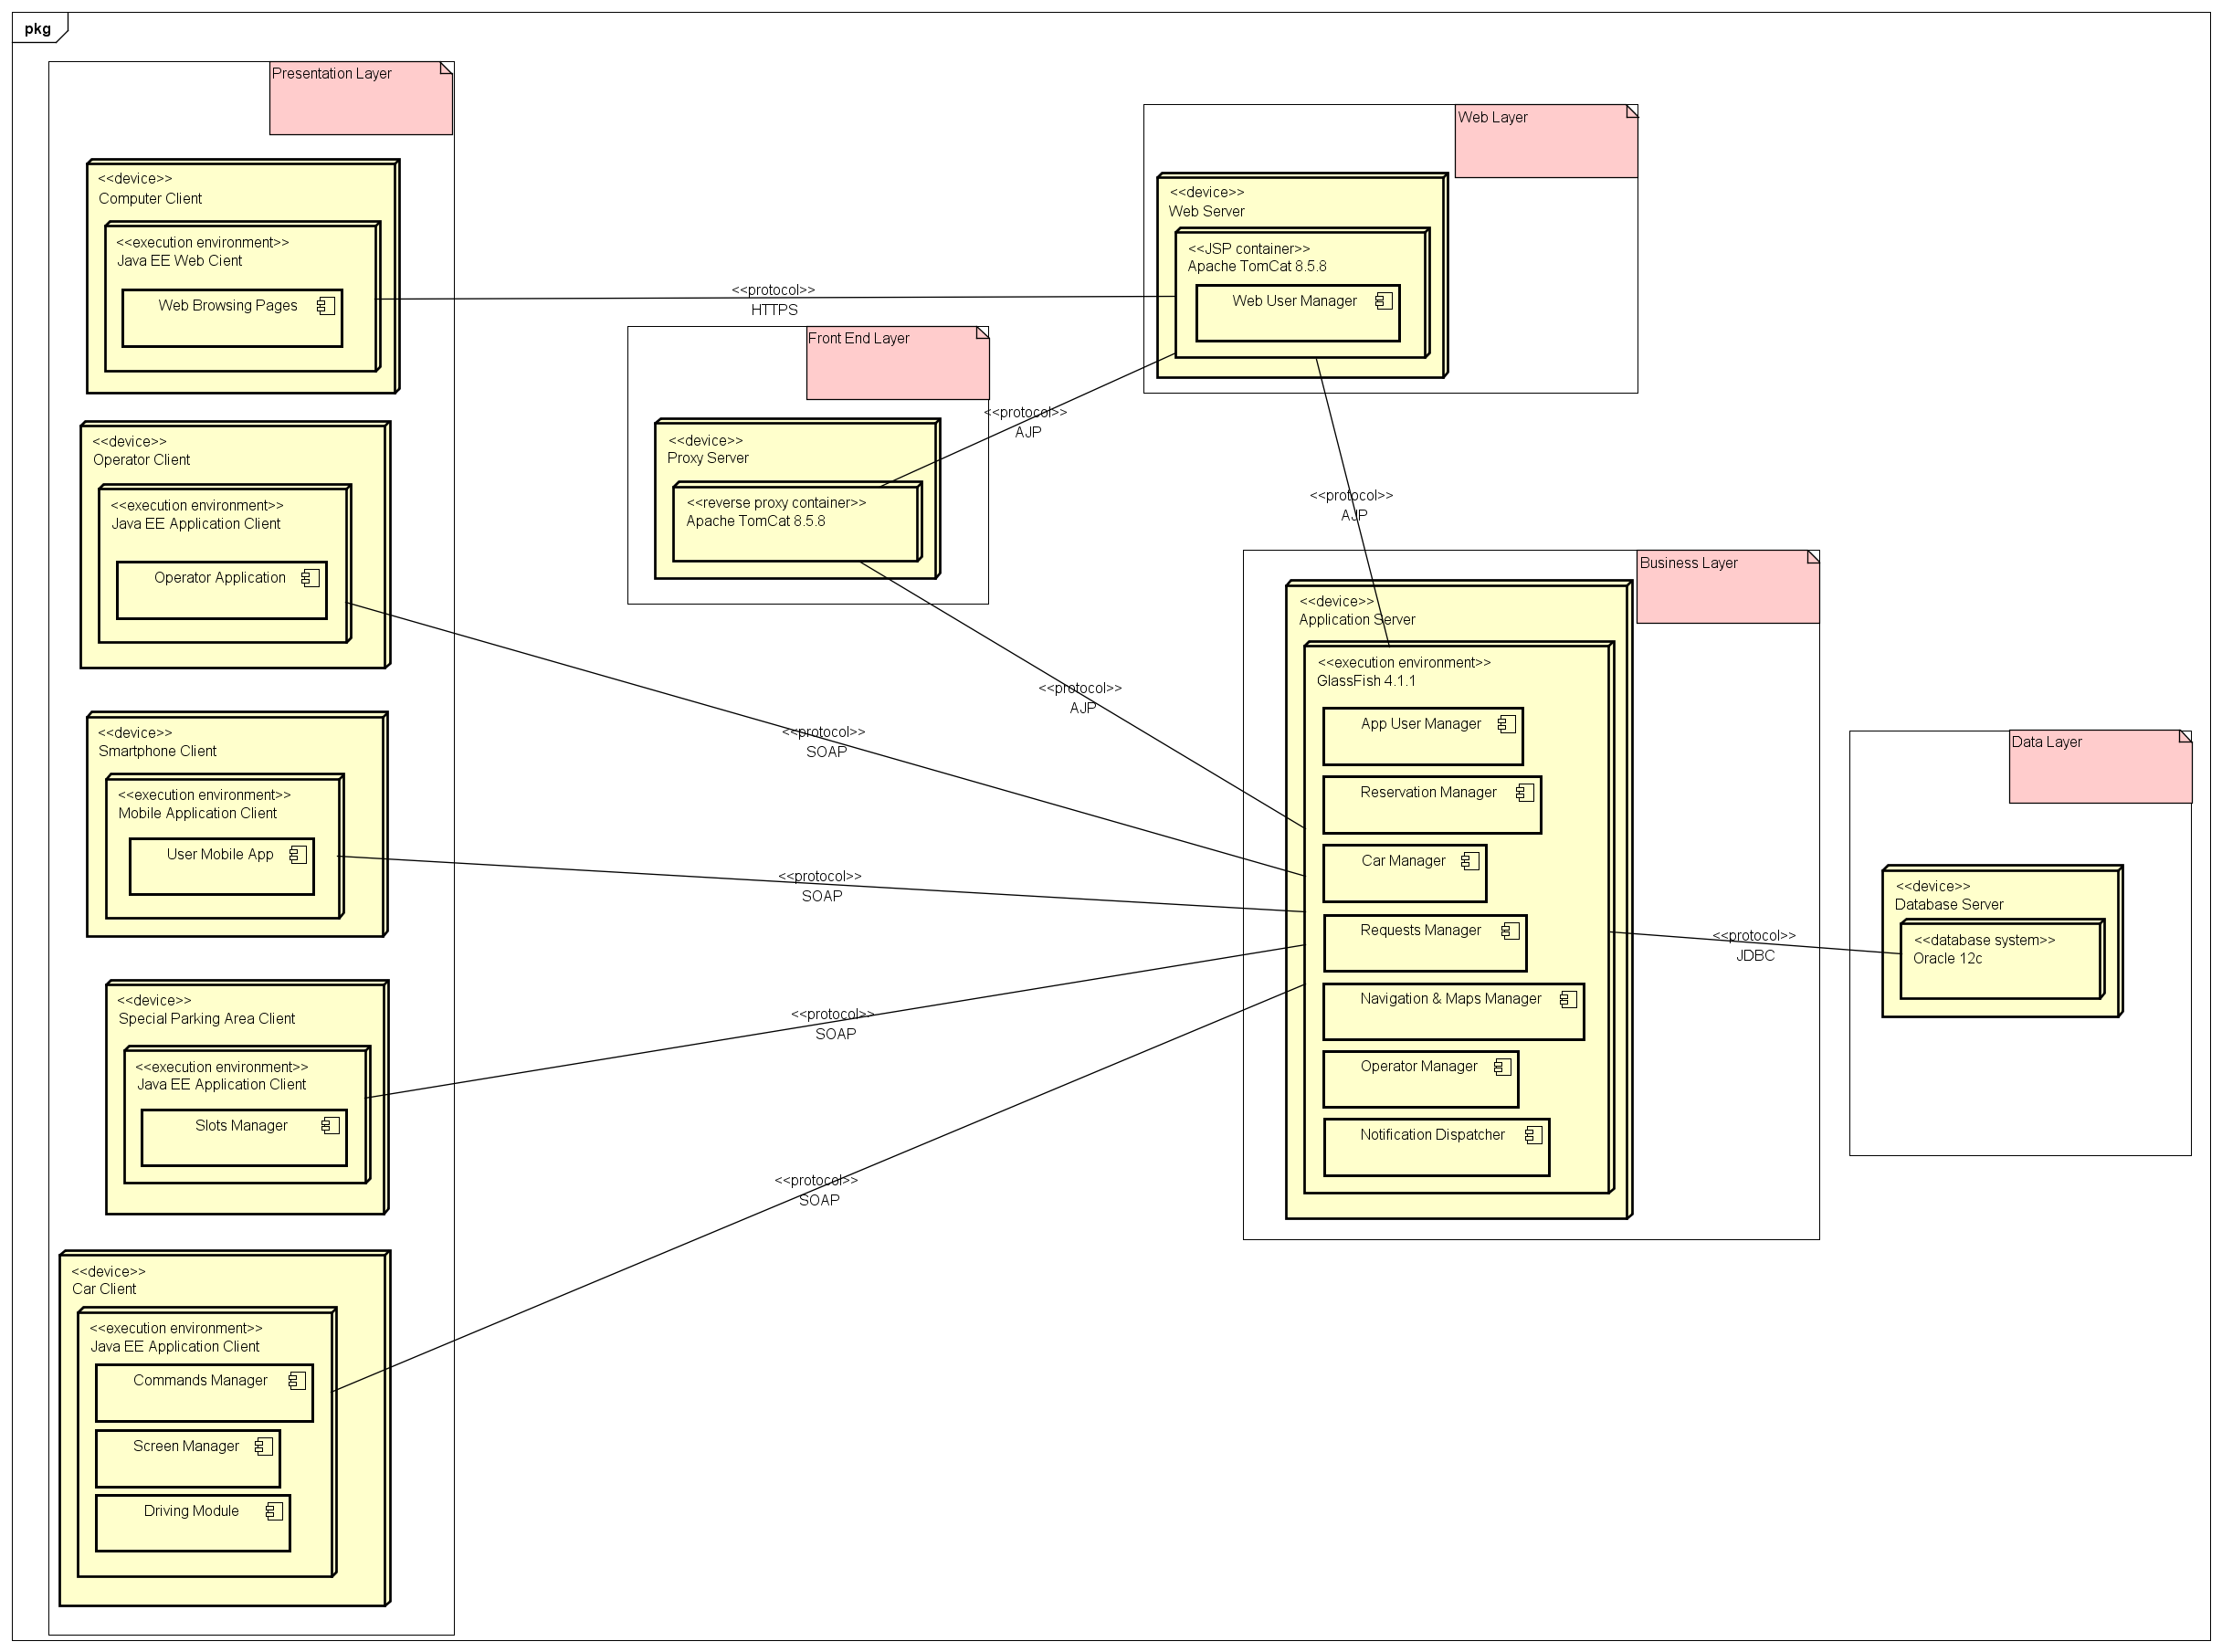 pkg
Presentation Layer
<<device>>
Computer Client
<<execution environment>>
Java EE Web Cient
Web Browsing Pages
<<device>>
Operator Client
<<execution environment>>
Java EE Application Client
Operator Application
<<device>>
Smartphone Client
<<execution environment>>
Mobile Application Client
User Mobile App
<<device>>
Special Parking Area Client
<<execution environment>>
Java EE Application Client
Slots Manager
<<device>>
Car Client
<<execution environment>>
Java EE Application Client
Commands Manager
Screen Manager
Driving Module
<<protocol>>
HTTPS
Front End Layer
<<device>>
Proxy Server
<<reverse proxy container>>
Apache TomCat 8.5.8
<<protocol>>
AJP
<<protocol>>
AJP
<<protocol>>
SOAP
<<protocol>>
SOAP
<<protocol>>
SOAP
<<protocol>>
SOAP
Web Layer
<<device>>
Web Server
<<JSP container>>
Apache TomCat 8.5.8
Web User Manager
<<protocol>>
AJP
Business Layer
<<device>>
Application Server
<<execution environment>>
GlassFish 4.1.1
App User Manager
Reservation Manager
Car Manager
Requests Manager
Navigation & Maps Manager
Operator Manager
Notification Dispatcher
<<protocol>>
JDBC
Data Layer
<<device>>
Database Server
<<database system>>
Oracle 12c